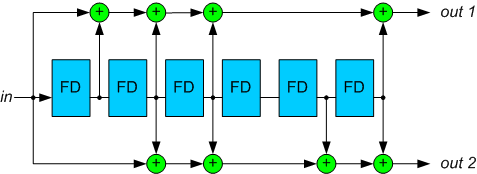 + + + + out 1
in FD FD FD FD FD FD
+ + + + out 2